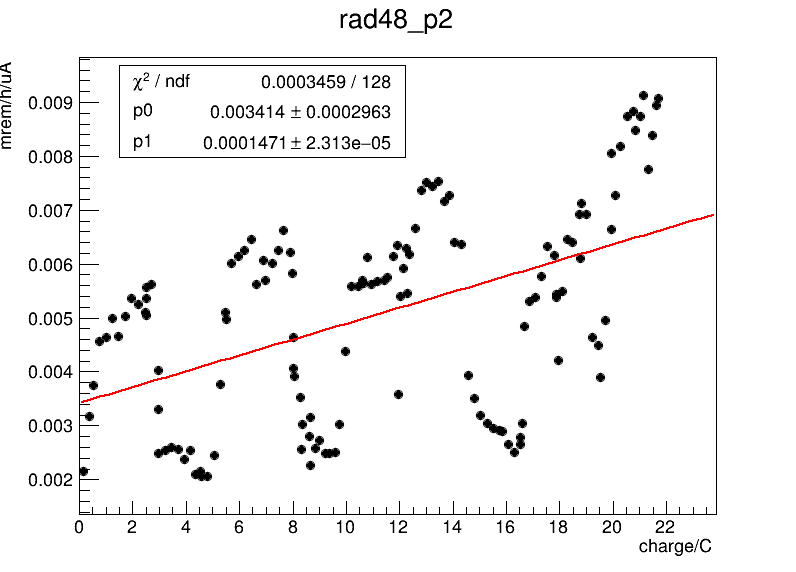 rad48_p2
mrem/h/uA
χ² / ndf 0.0003459 / 128
p0 0.003414 ± 0.0002963
p1 0.0001471 ± 2.313e−05
0.009
0.008
0.007
0.006
0.005
0.004
0.003
0.002
0 2 4 6 8 10 12 14 16 18 20 22
charge/C